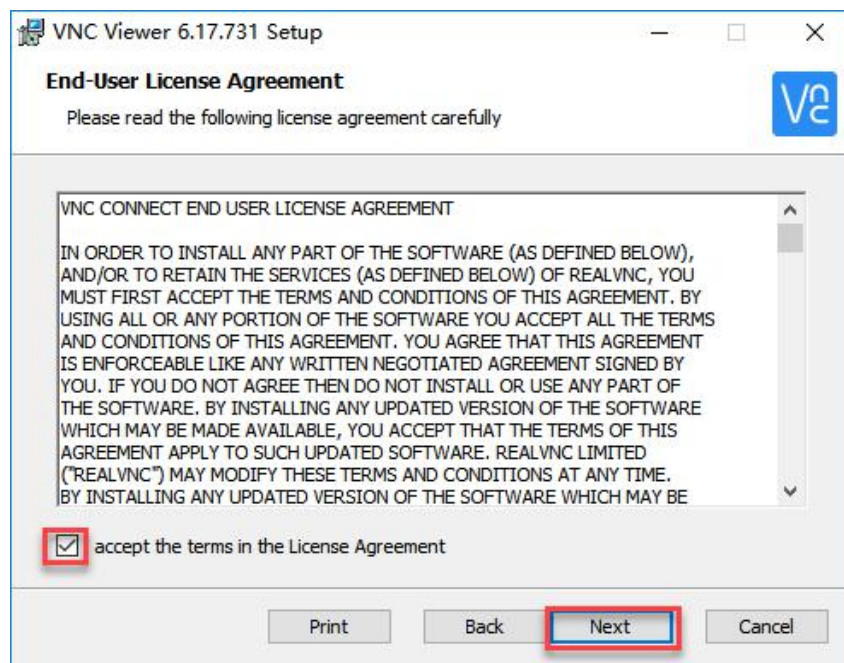 VNC Viewer 6.17.731 Setup
End-User License Agreement
Please read the following license agreement carefully
VNC
VNC CONNECT END USER LICENSE AGREEMENT
IN ORDER TO INSTALL ANY PART OF THE SOFTWARE (AS DEFINED BELOW),
AND/OR TO RETAIN THE SERVICES (AS DEFINED BELOW) OF REALVNC, YOU
MUST FIRST ACCEPT THE TERMS AND CONDITIONS OF THIS AGREEMENT. BY
USING ALL OR ANY PORTION OF THE SOFTWARE YOU ACCEPT ALL THE TERMS
AND CONDITIONS OF THIS AGREEMENT. YOU AGREE THAT THIS AGREEMENT
IS ENFORCEABLE LIKE ANY WRITTEN NEGOTIATED AGREEMENT SIGNED BY
YOU. IF YOU DO NOT AGREE THEN DO NOT INSTALL OR USE ANY PART OF
THE SOFTWARE. BY INSTALLING ANY UPDATED VERSION OF THE SOFTWARE
WHICH MAY BE MADE AVAILABLE, YOU ACCEPT THAT THE TERMS OF THIS
AGREEMENT APPLY TO SUCH UPDATED SOFTWARE. REALVNC LIMITED
("REALVNC") MAY MODIFY THESE TERMS AND CONDITIONS AT ANY TIME.
BY INSTALLING ANY UPDATED VERSION OF THE SOFTWARE WHICH MAY BE
accept the terms in the License Agreement
Print
Back
Next
Cancel